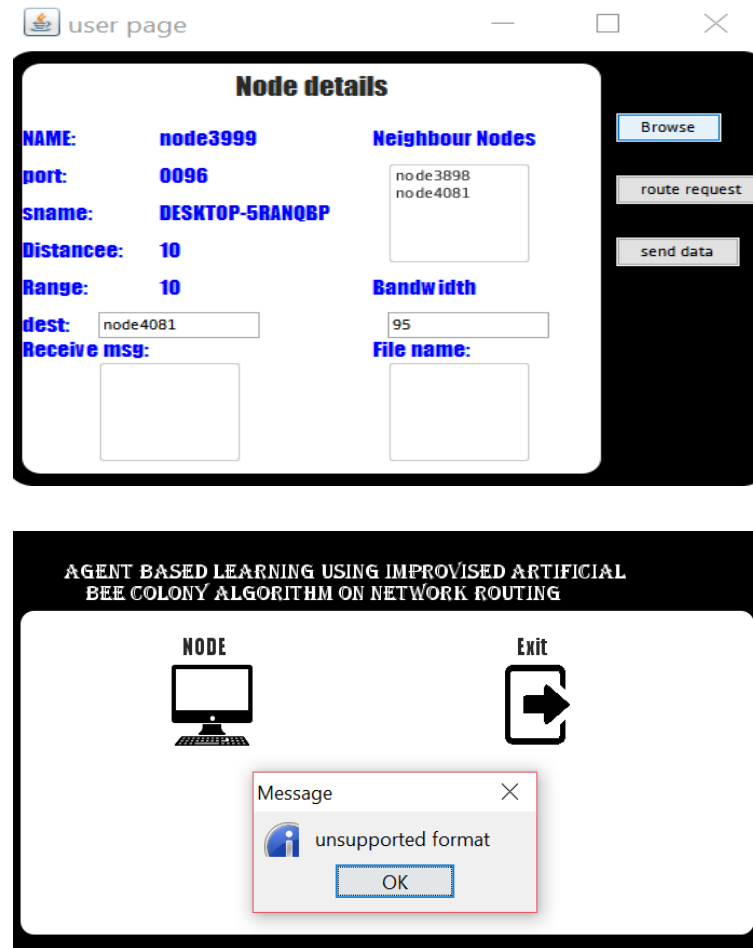 user page
Node details
NAME: node3999 Neighbour Nodes
Browse
port: 0096
node3898
node4081
route request
sname: DESKTOP-5RANQBP
Distancee: 10
send data
Range: 10 Bandwidth
dest: node4081 95
Receive msg: File name:
AGENT BASED LEARNING USING IMPROVISED ARTIFICIAL
BEE COLONY ALGORITHM ON NETWORK ROUTING
NODE Exit
Message
unsupported format
OK